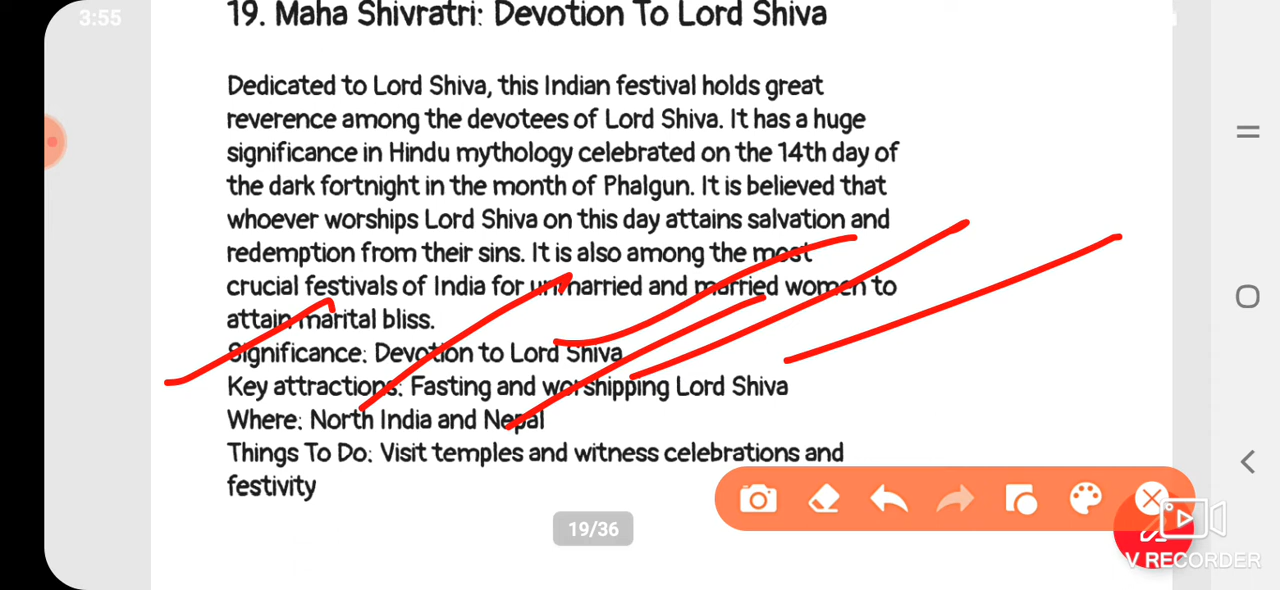 3:55
19. Maha Shivratri: Devotion To Lord Shiva
Dedicated to Lord Shiva, this Indian festival holds great
reverence among the devotees of Lord Shiva. It has a huge
significance in Hindu mythology celebrated on the 14th day of
the dark fortnight in the month of Phalgun. It is believed that
whoever worships Lord Shiva on this day attains salvation and
redemption from their sins. It is also among the most
crucial festivals of India for unmarried and married women to
attain marital bliss.
Significance: Devotion to Lord Shiva
Key attractions: Fasting and worshipping Lord Shiva
Where: North India and Nepal
Things To Do: Visit temples and witness celebrations and
festivity
19/36
V RECORDER